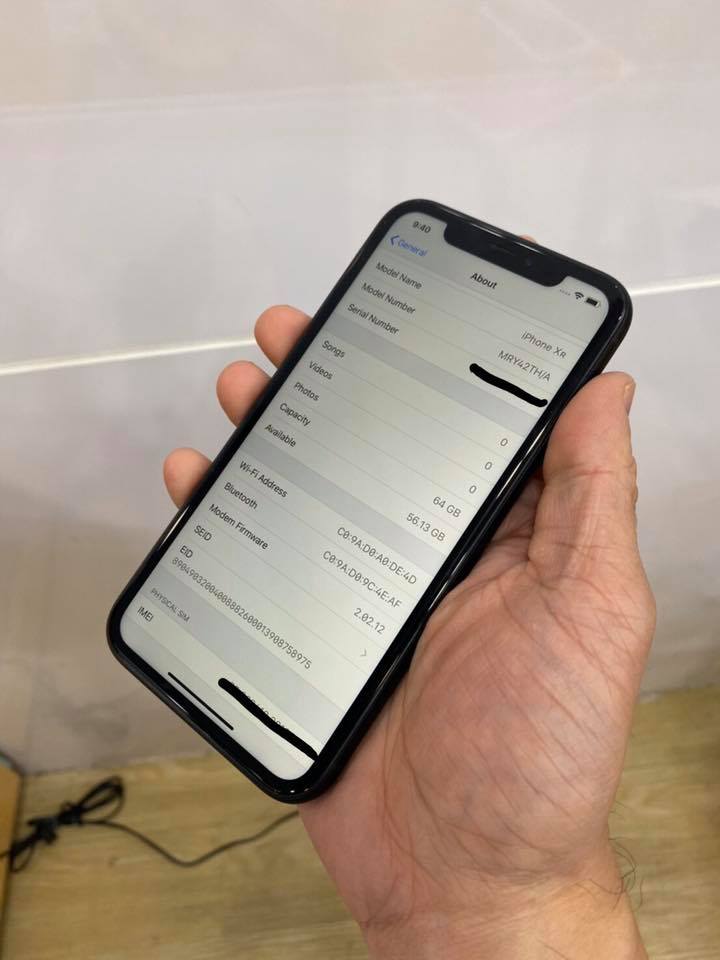 9:40
General
About
Model Name iPhone XR
Model Number MRY42TH/A
Serial Number
Songs 0
Videos 0
Photos 0
Capacity 64 GB
Available 56.13 GB
Wi-Fi Address C0:9A:D0:A0:DE:4D
Bluetooth C0:9A:D0:9C:4E:AF
Modem Firmware 2.02.12
SEID
EID
PHYSICAL SIM
IMEI